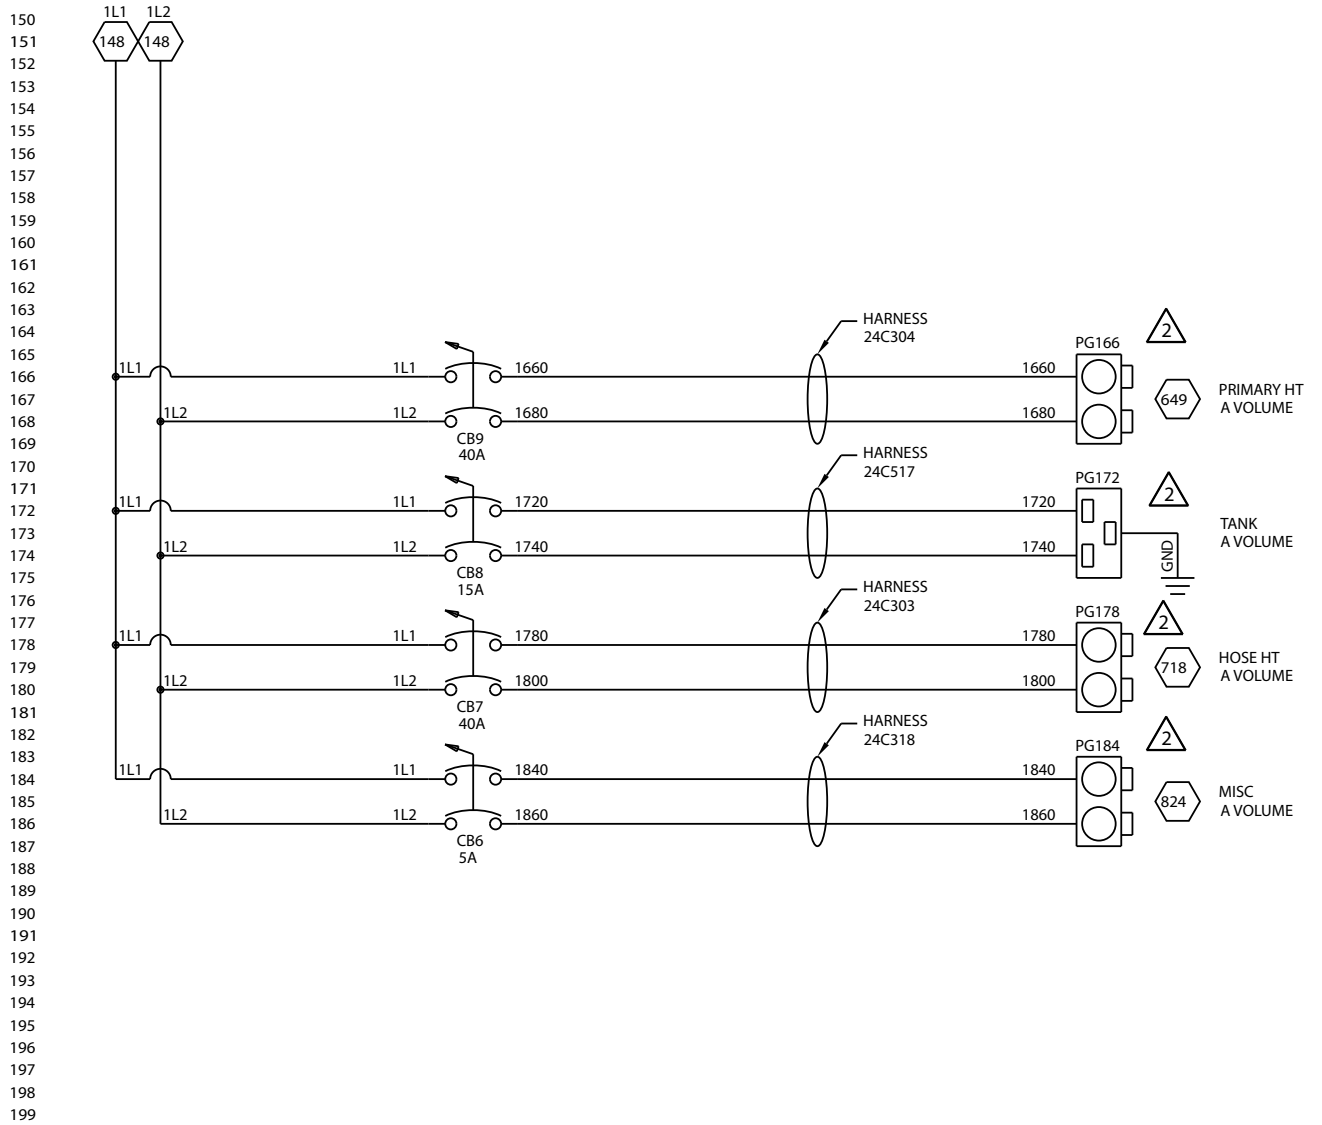 1L1 1L2
150
151 148 148
152
153
154
155
156
157
158
159
160
161
162
163 HARNESS
164 24C304 2
165 PG166
166 1L1 1L1 1660 1660
167 649 PRIMARY HT
A VOLUME
168 1L2 1L2 1680 1680
169 CB9
40A
170 HARNESS
24C517
171 PG172 2
172 1L1 1L1 1720 1720
173 TANK
A VOLUME
174 1L2 1L2 1740 1740 GND
175 CB8
15A
176 HARNESS
24C303
177 PG178 2
178 1L1 1L1 1780 1780
179 718 HOSE HT
A VOLUME
180 1L2 1L2 1800 1800
181 CB7
40A
182 HARNESS
24C318 2
183 PG184
184 1L1 1L1 1840 1840
185 824 MISC
A VOLUME
186 1L2 1L2 1860 1860
187 CB6
5A
188
189
190
191
192
193
194
195
196
197
198
199